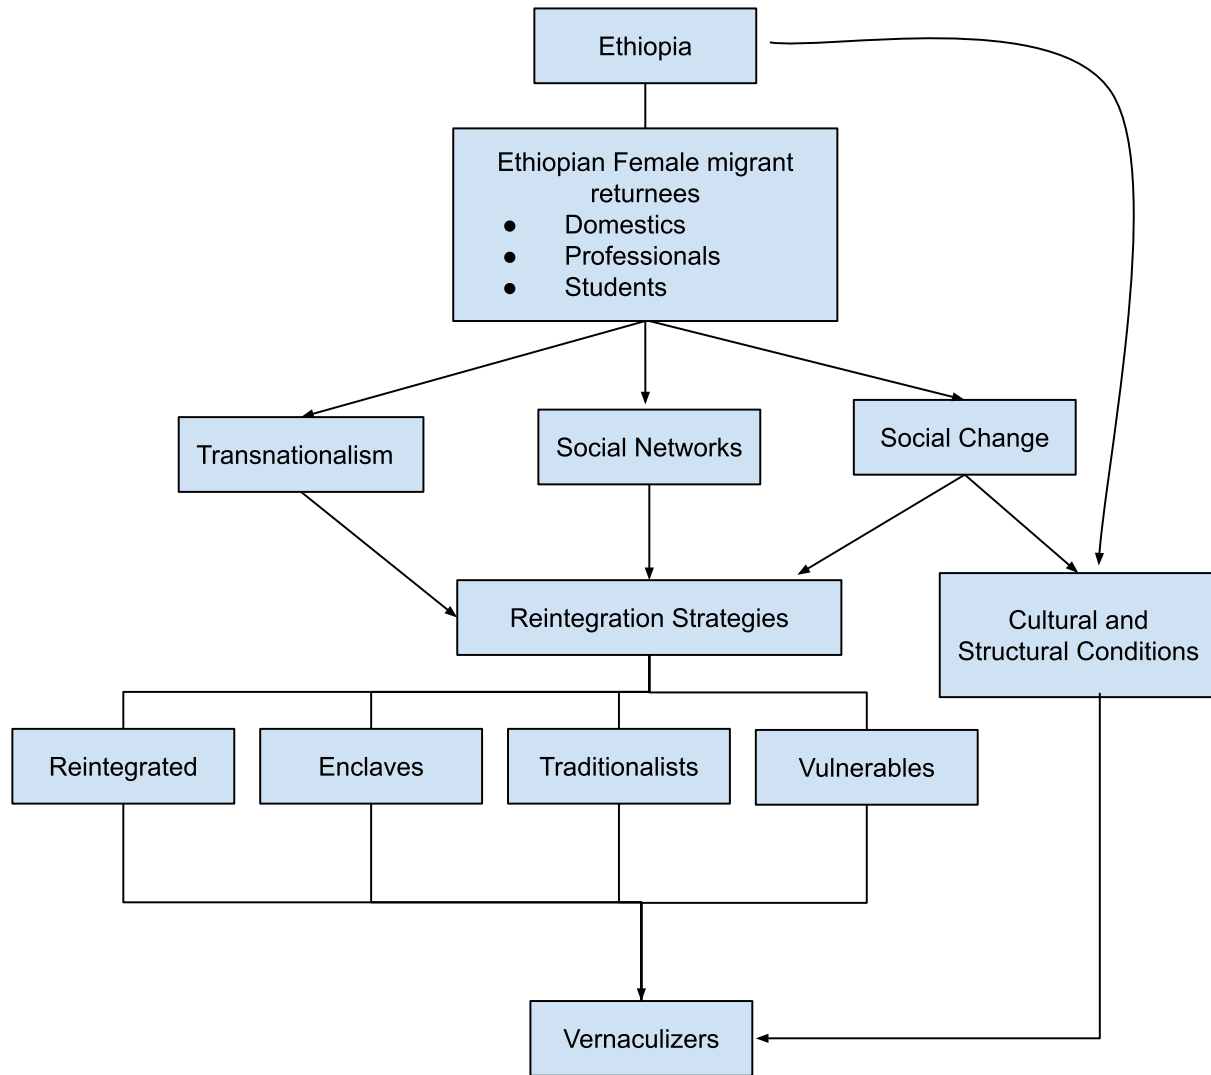 Ethiopia
Ethiopian Female migrant
returnees
● Domestics
● Professionals
● Students
Transnationalism
Social Networks
Social Change
Reintegration Strategies
Cultural and
Structural Conditions
Reintegrated
Enclaves
Traditionalists
Vulnerables
Vernaculizers